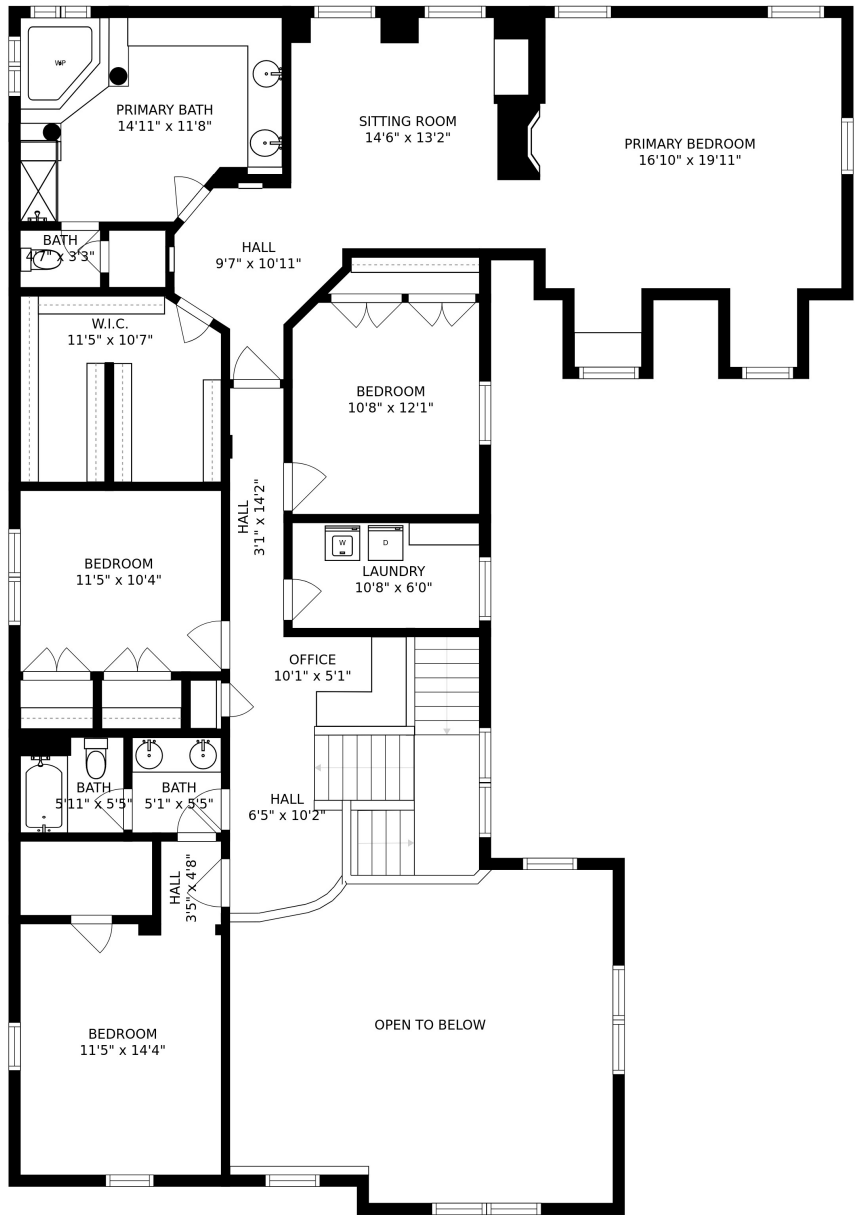 WP
PRIMARY BATH
14'11" x 11'8"
SITTING ROOM
14'6" x 13'2"
PRIMARY BEDROOM
16'10" x 19'11"
BATH
4'7" x 3'3"
HALL
9'7" x 10'11"
W.I.C.
11'5" x 10'7"
BEDROOM
10'8" x 12'1"
HALL
3'1" x 14'2"
W
D
LAUNDRY
10'8" x 6'0"
BEDROOM
11'5" x 10'4"
OFFICE
10'1" x 5'1"
BATH
5'11" x 5'5"
BATH
5'1" x 5'5"
HALL
6'5" x 10'2"
HALL
3'5" x 4'8"
BEDROOM
11'5" x 14'4"
OPEN TO BELOW